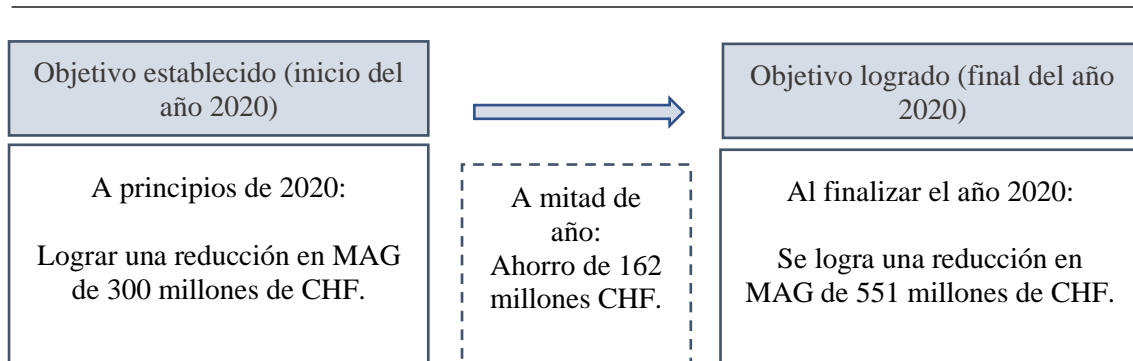 Objetivo establecido (inicio del
año 2020)
A principios de 2020:
Lograr una reducción en MAG
de 300 millones de CHF.
A mitad de
año:
Ahorro de 162
millones CHF.
Objetivo logrado (final del año
2020)
Al finalizar el año 2020:
Se logra una reducción en
MAG de 551 millones de CHF.